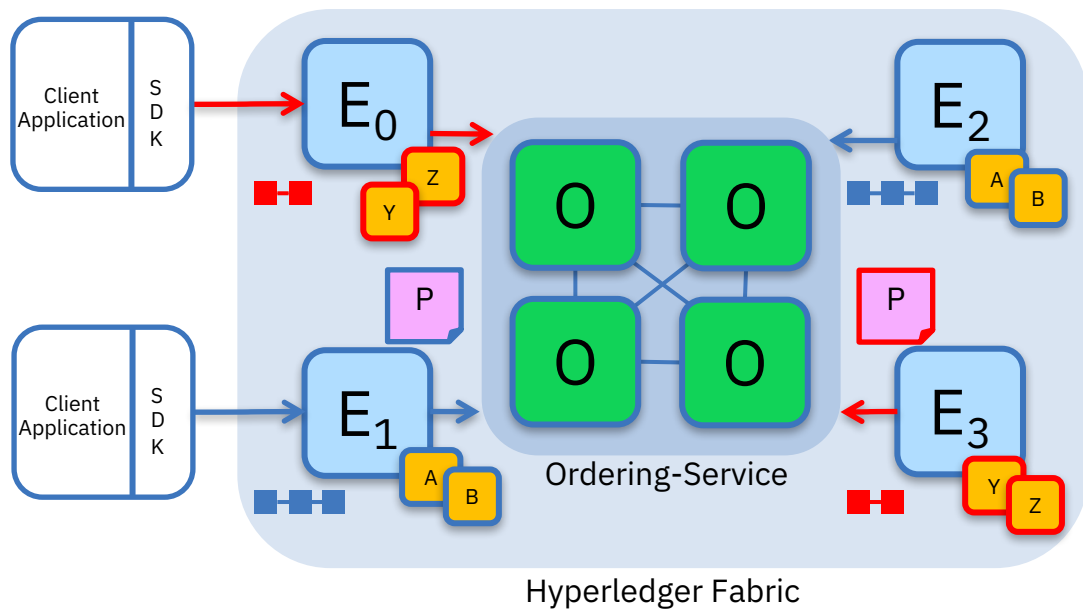 Client
Application
S
D
K
E₀
Z
Y
E₂
A
B
O
O
P
P
O
O
Client
Application
S
D
K
E₁
A
B
E₃
Y
Z
Ordering-Service
Hyperledger Fabric